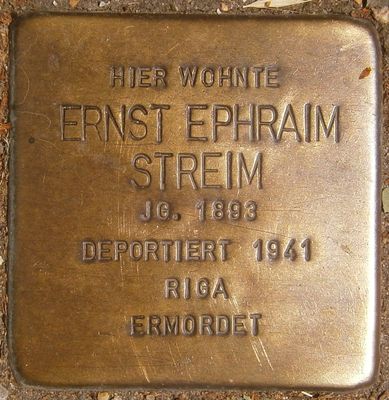 HIER WOHNTE
ERNST EPHRAIM
STREIM
JG. 1893
DEPORTIERT 1941
RIGA
ERMORDET